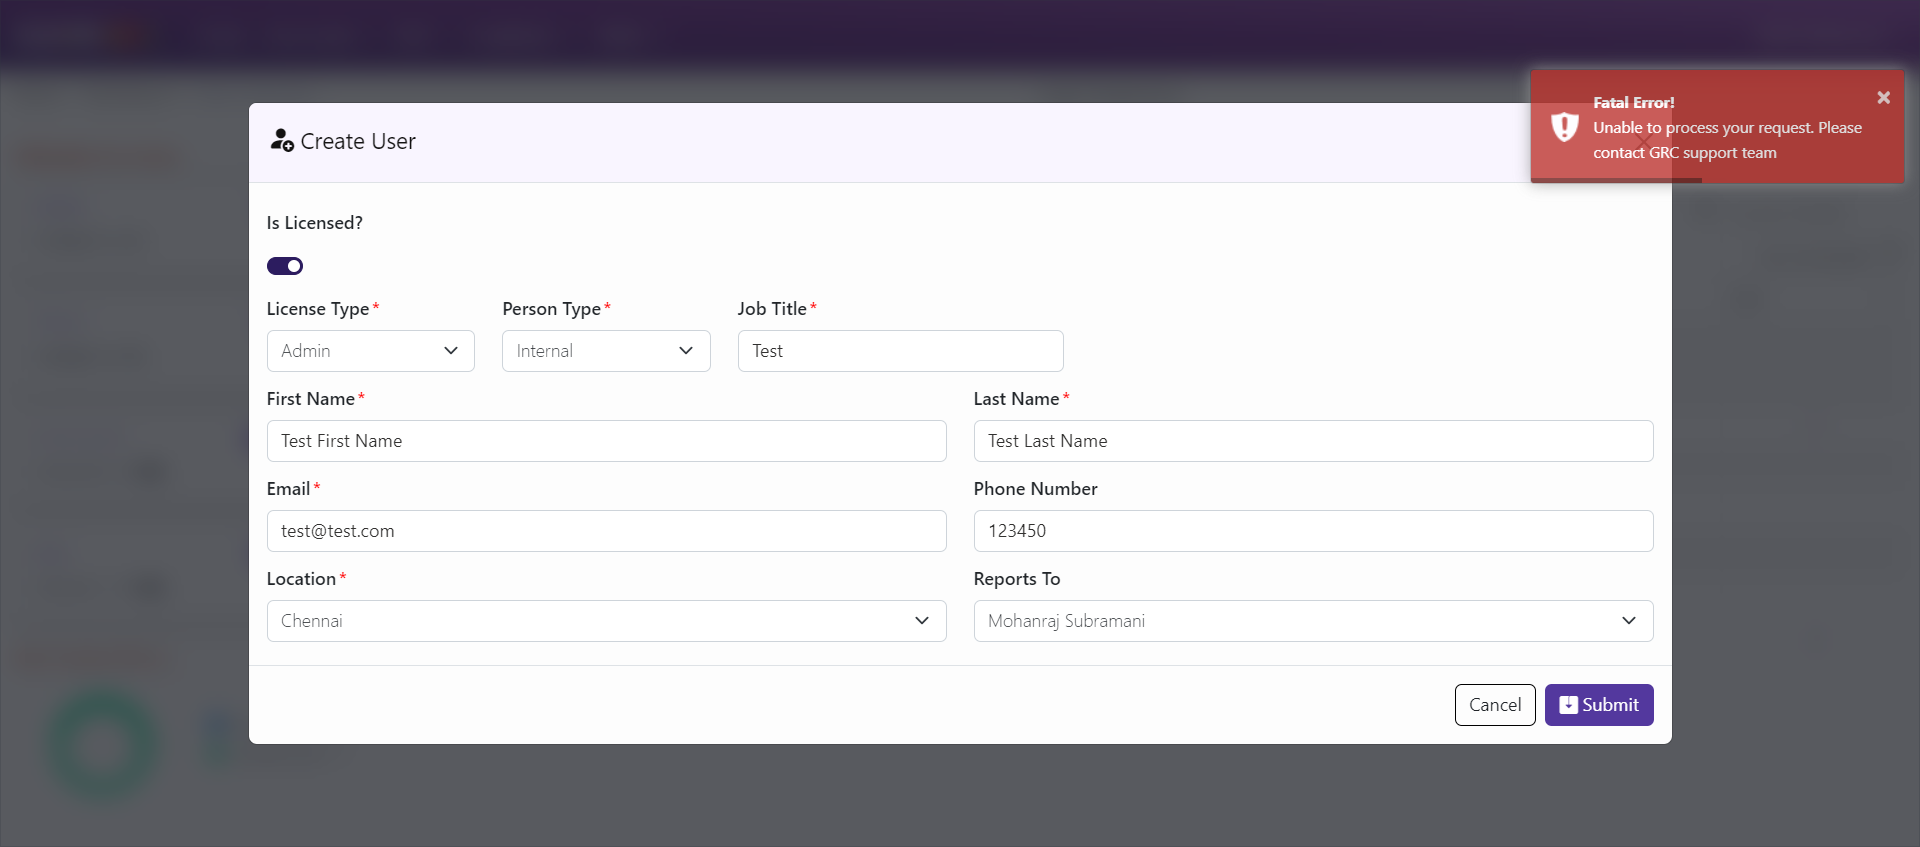 Fatal Error!
Unable to process your request. Please
contact GRC support team
Create User
Is Licensed?
License Type*
Person Type*
Job Title*
Admin
Internal
Test
First Name*
Last Name*
Test First Name
Test Last Name
Email*
Phone Number
test@test.com
123450
Location*
Reports To
Chennai
Mohanraj Subramani
Cancel
Submit